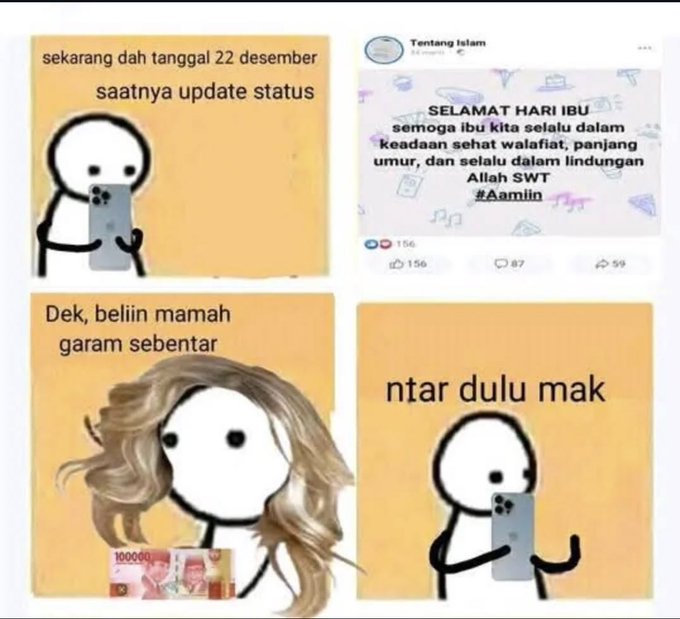 sekarang dah tanggal 22 desember
saatnya update status
Tentang Islam
SELAMAT HARI IBU
semoga ibu kita selalu dalam
keadaan sehat walafiat, panjang
umur, dan selalu dalam lindungan
Allah SWT
#Aamiin
156
156
87
59
Dek, beliin mamah
garam sebentar
100000
ntar dulu mak